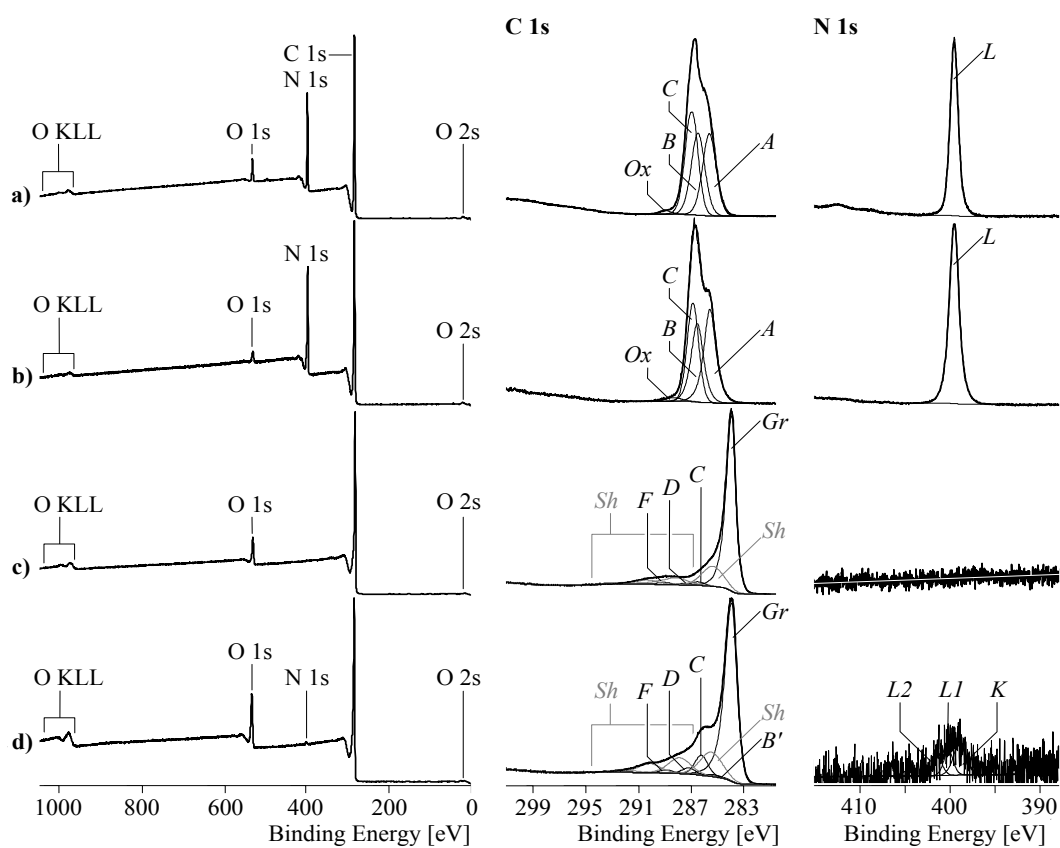 C 1s
N 1s
C 1s
N 1s
O KLL
O 1s
O 2s
a)
C
B
Ox
A
L
N 1s
O KLL
O 1s
O 2s
b)
C
B
Ox
A
L
O KLL
O 1s
O 2s
c)
Sh
F
D
C
Gr
Sh
O KLL
O 1s
N 1s
O 2s
d)
Sh
F
D
C
Gr
Sh
B'
L2
L1
K
1000
800
600
400
200
0
299
295
291
287
283
410
400
390
Binding Energy [eV]
Binding Energy [eV]
Binding Energy [eV]